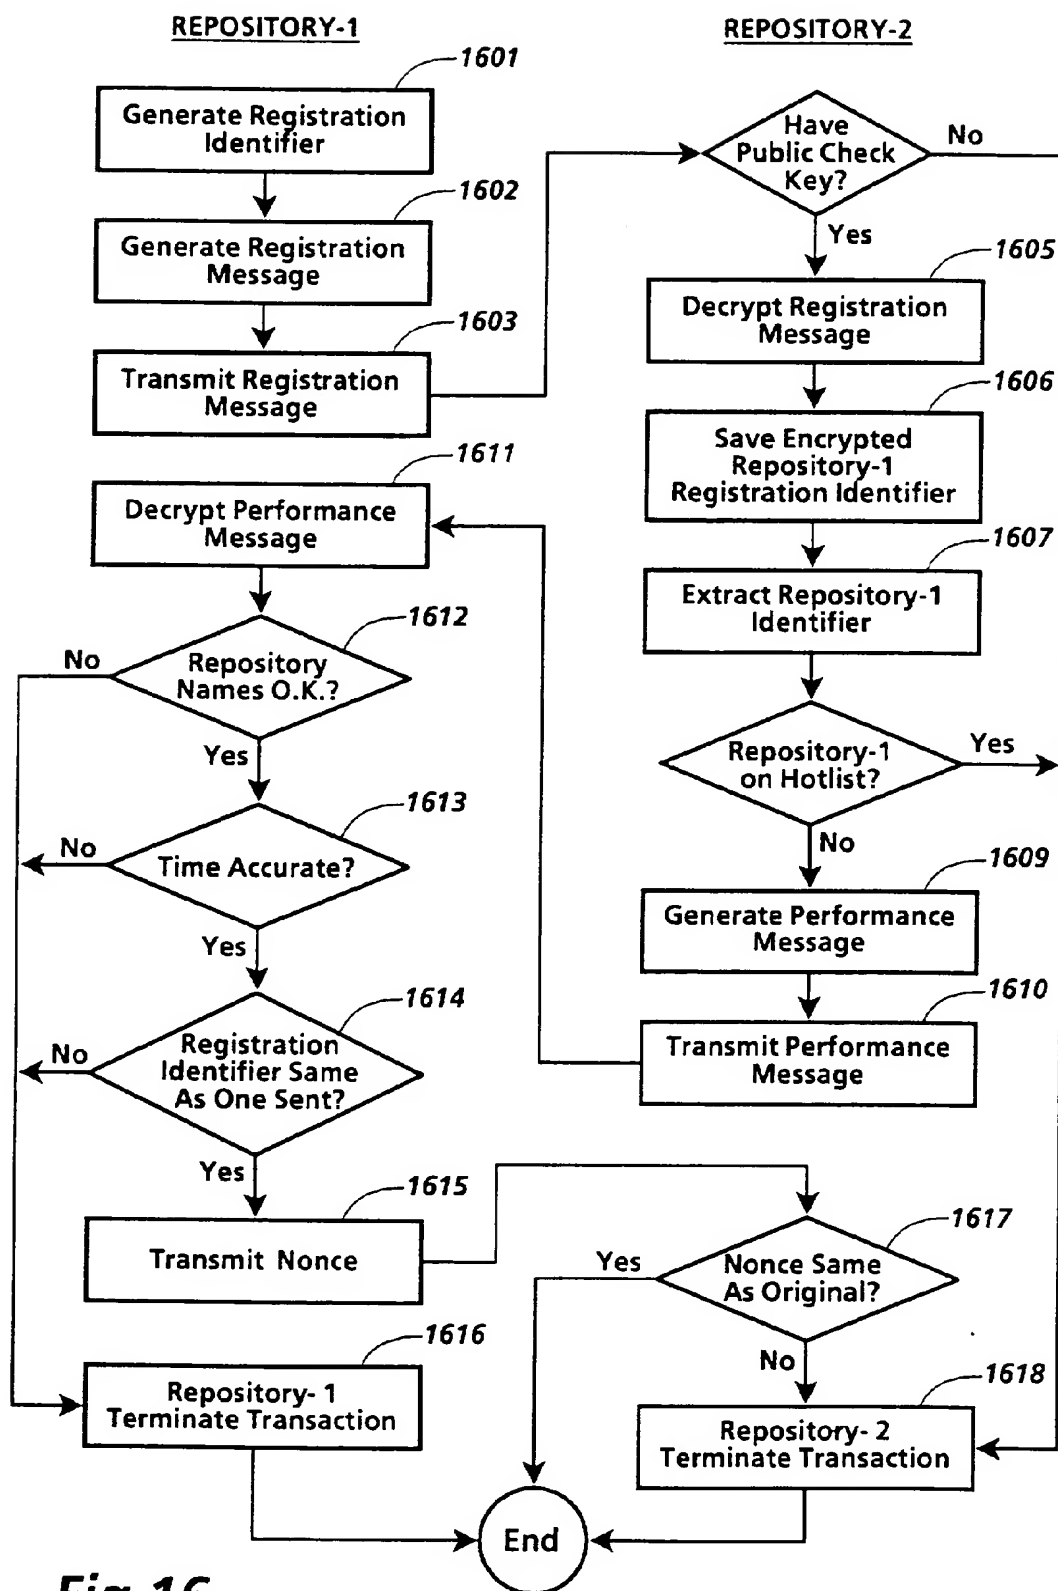 REPOSITORY-1
1601
Generate Registration
Identifier
1602
Generate Registration
Message
1603
Transmit Registration
Message
1611
Decrypt Performance
Message
1612
Repository
Names O.K.?
No
Yes
1613
Time Accurate?
No
Yes
1614
Registration
Identifier Same
As One Sent?
No
Yes
1615
Transmit Nonce
1616
Repository- 1
Terminate Transaction
REPOSITORY-2
Have
Public Check
Key?
No
Yes
1605
Decrypt Registration
Message
1606
Save Encrypted
Repository-1
Registration Identifier
1607
Extract Repository-1
Identifier
Repository-1
on Hotlist?
Yes
No
1609
Generate Performance
Message
1610
Transmit Performance
Message
1617
Nonce Same
As Original?
Yes
No
1618
Repository- 2
Terminate Transaction
End
Fig.16